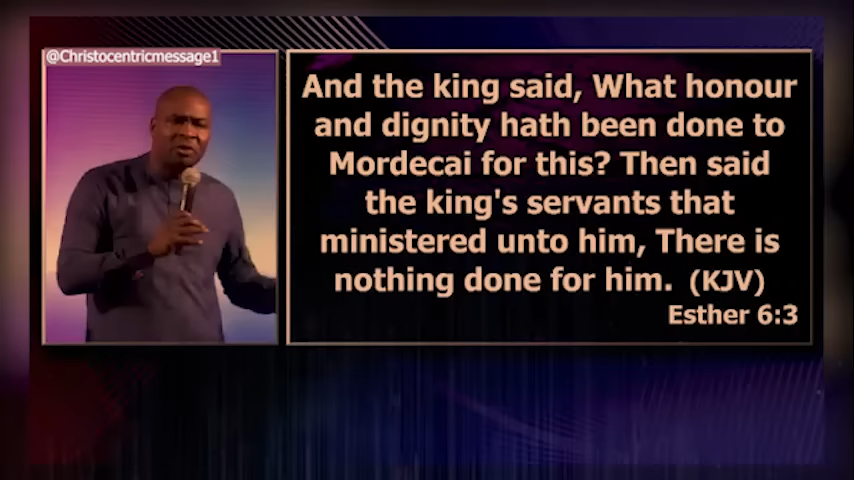 @Christocentricmessage1
And the king said, What honour
and dignity hath been done to
Mordecai for this? Then said
the king's servants that
ministered unto him, There is
nothing done for him. (KJV)
Esther 6:3